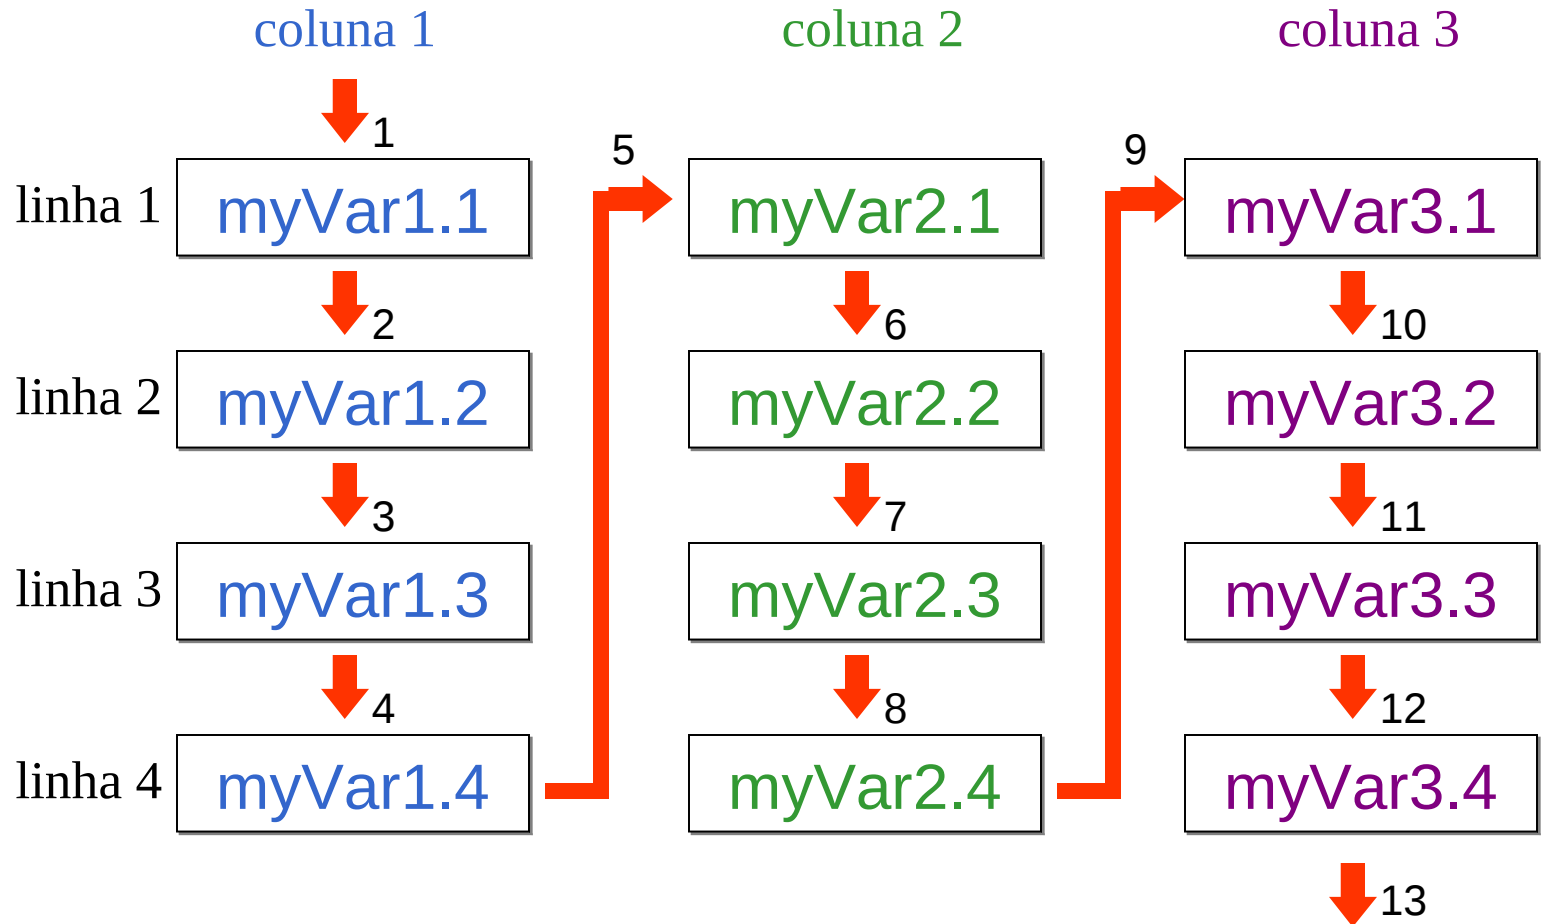 coluna 1 coluna 2 coluna 3
1
5 9
linha 1 myVar1.1 myVar2.1 myVar3.1
2 6 10
linha 2 myVar1.2 myVar2.2 myVar3.2
3 7 11
linha 3 myVar1.3 myVar2.3 myVar3.3
4 8 12
linha 4 myVar1.4 myVar2.4 myVar3.4
13